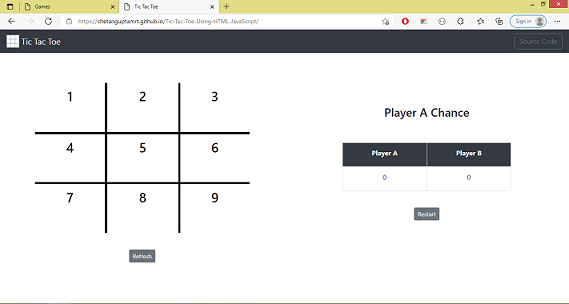 Games
Tic Tac Toe
https://chetanguptamrt.github.io/Tic-Tac-Toe-Using-HTML-JavaScript/
Sign in
Tic Tac Toe
Source Code
1 2 3
4 5 6
7 8 9
Refresh
Player A Chance
Player A Player B
0 0
Restart